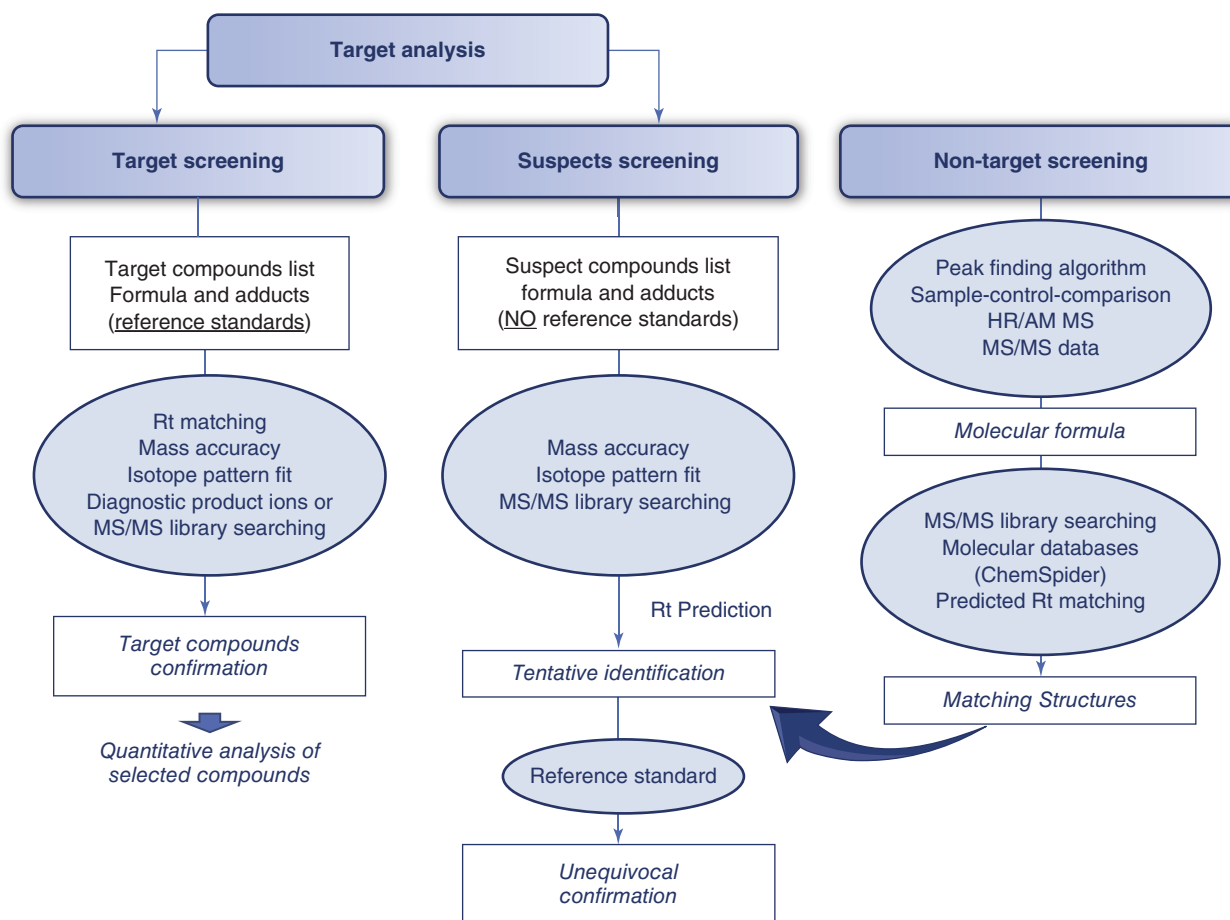 Target analysis
Target screening
Suspects screening
Non-target screening
Target compounds list
Formula and adducts
(reference standards)
Suspect compounds list
formula and adducts
(NO reference standards)
Peak finding algorithm
Sample-control-comparison
HR/AM MS
MS/MS data
Rt matching
Mass accuracy
Isotope pattern fit
Diagnostic product ions or
MS/MS library searching
Mass accuracy
Isotope pattern fit
MS/MS library searching
Molecular formula
MS/MS library searching
Molecular databases
(ChemSpider)
Predicted Rt matching
Rt Prediction
Target compounds
confirmation
Tentative identification
Matching Structures
Quantitative analysis of
selected compounds
Reference standard
Unequivocal
confirmation